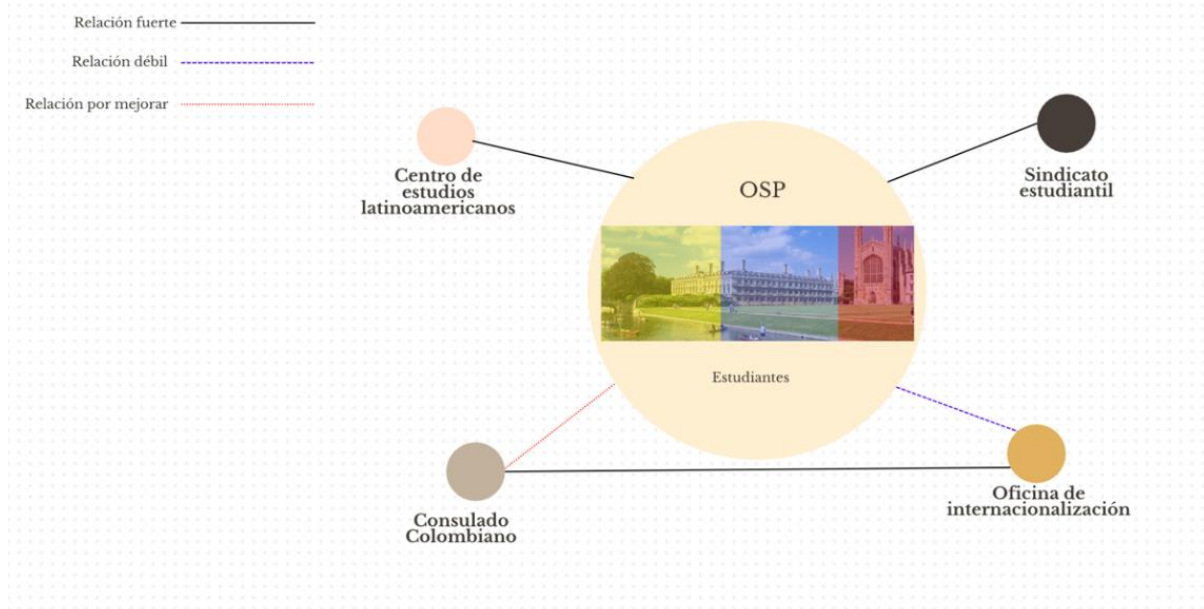 Relación fuerte
Relación débil
Relación por mejorar
Centro de
estudios
latinoamericanos
OSP
Sindicato
estudiantil
Estudiantes
Consulado
Colombiano
Oficina de
internacionalización